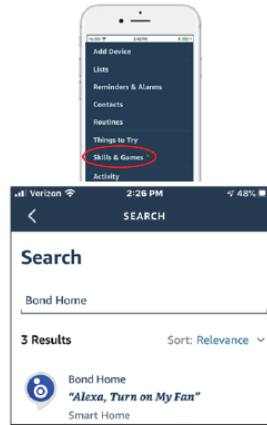 Add Device
Lists
Reminders & Alarms
Contacts
Routines
Things to Try
Skills & Games
Activity
Verizon 2:26 PM 48%
SEARCH
Search
Bond Home
3 Results Sort: Relevance
Bond Home
"Alexa, Turn on My Fan"
Smart Home